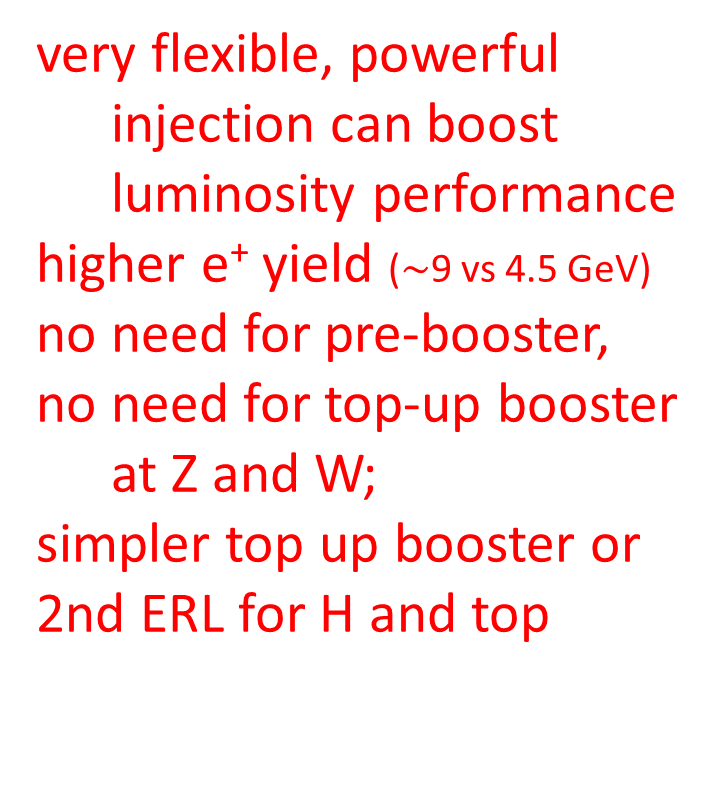 very flexible, powerful
injection can boost
luminosity performance
higher e⁺ yield (~9 vs 4.5 GeV)
no need for pre-booster,
no need for top-up booster
at Z and W;
simpler top up booster or
2nd ERL for H and top